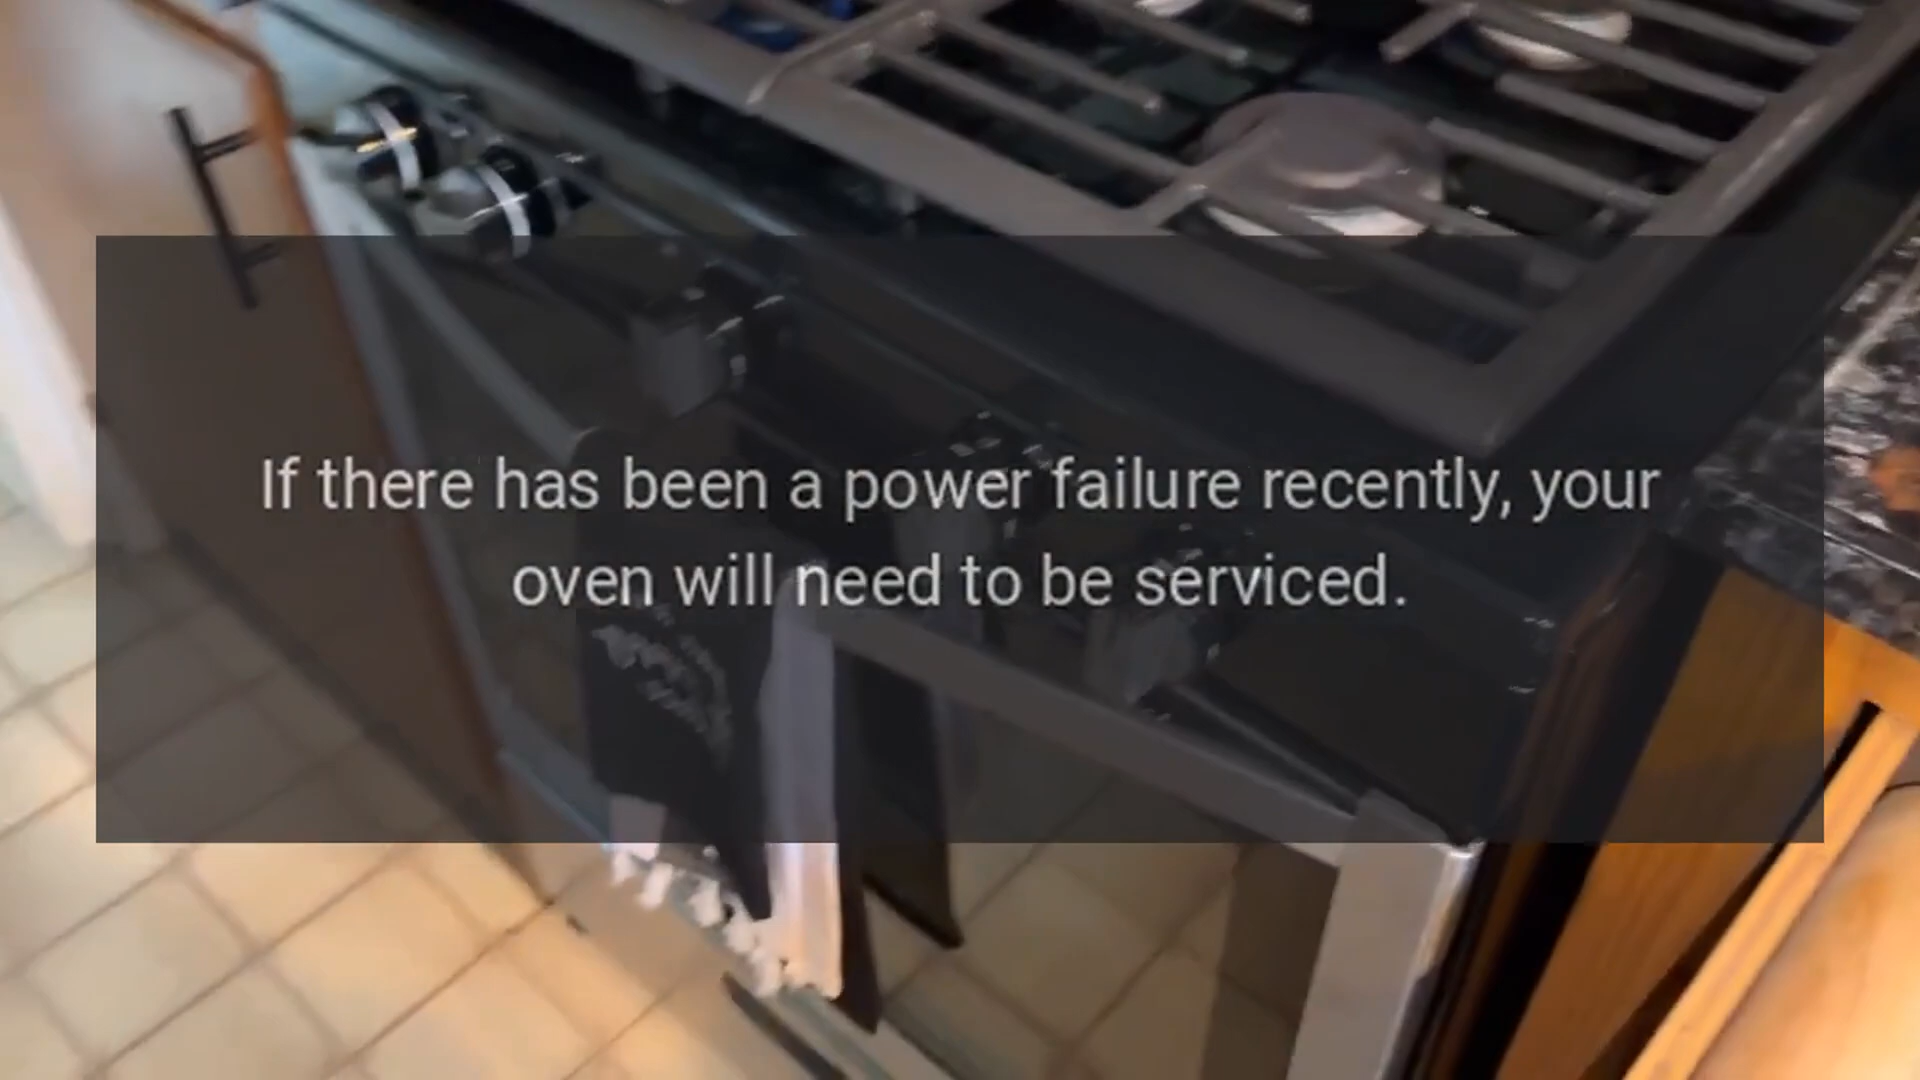 If there has been a power failure recently, your
oven will need to be serviced.